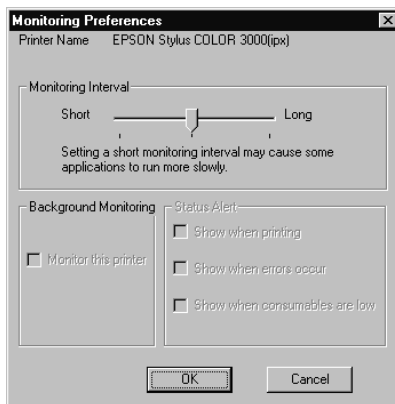 Monitoring Preferences
Printer Name EPSON Stylus COLOR 3000(ipx)
Monitoring Interval
Short Long
Setting a short monitoring interval may cause some
applications to run more slowly.
Background Monitoring
Monitor this printer
Status Alert
Show when printing
Show when errors occur
Show when consumables are low
OK Cancel